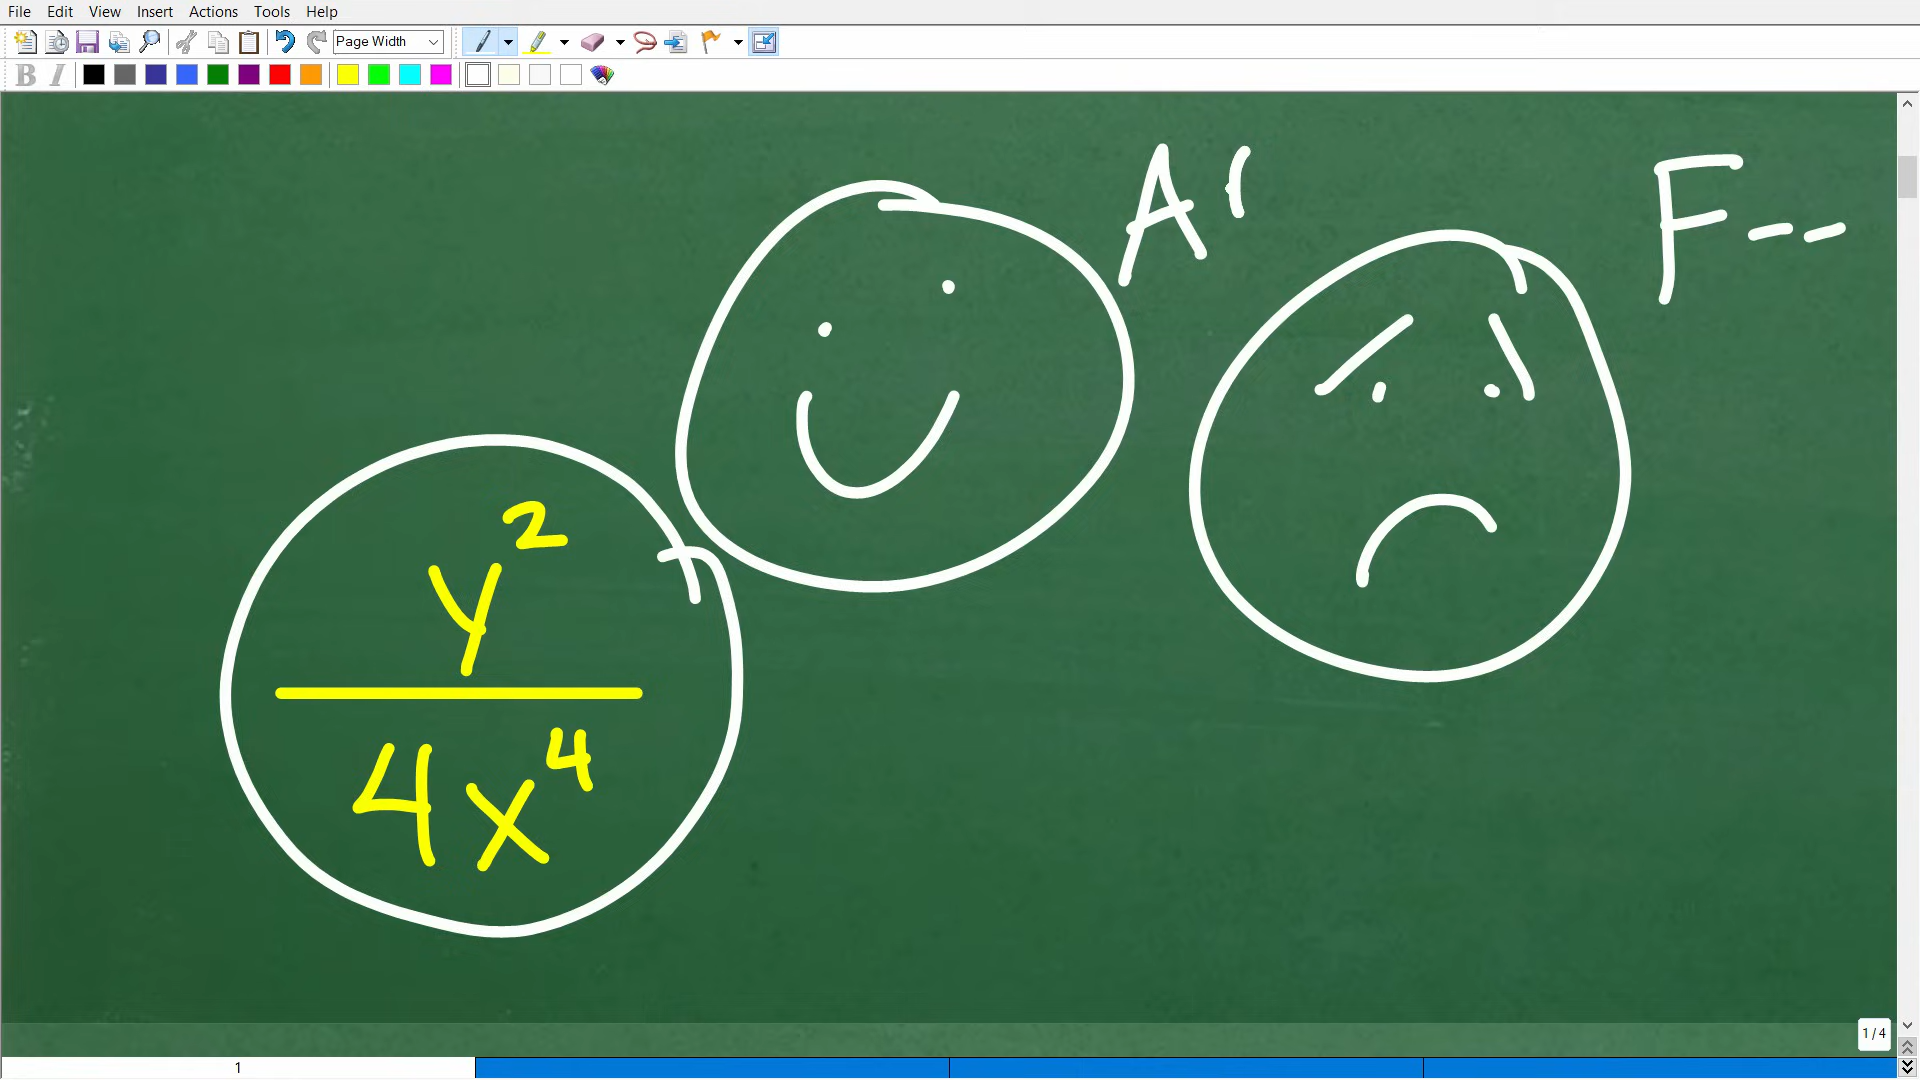 File Edit View Insert Actions Tools Help
Page Width
B I
A
F--
y²
4x⁴
1 / 4
1